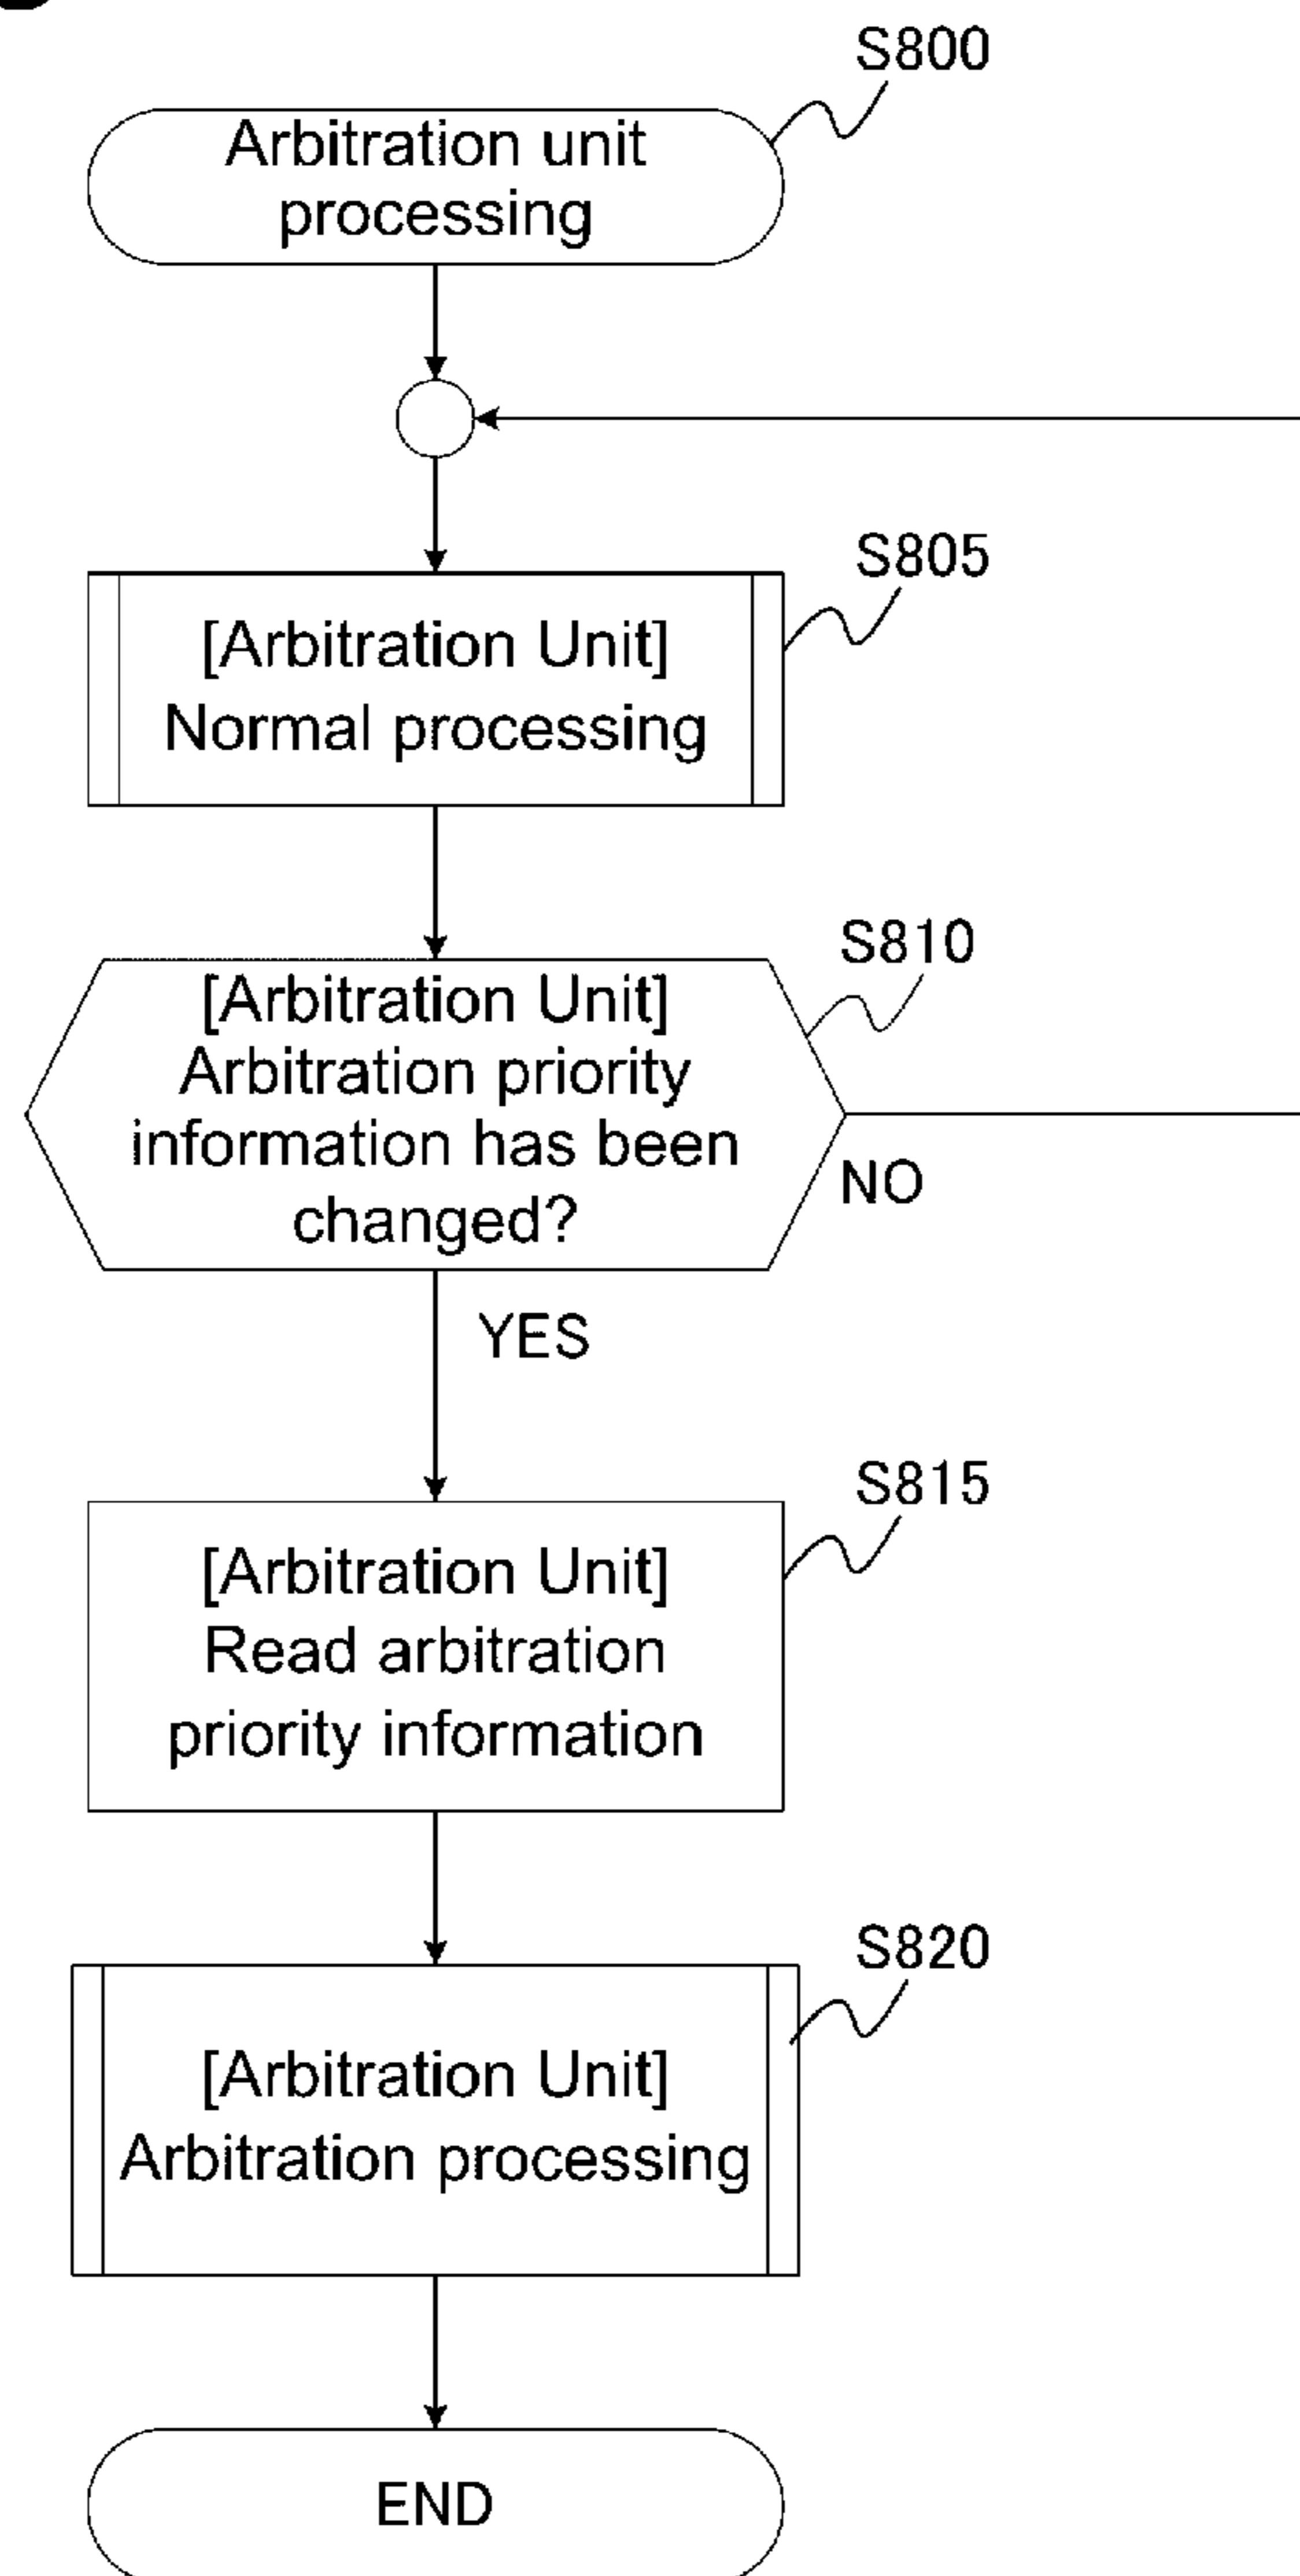 S800
Arbitration unit
processing
S805
[Arbitration Unit]
Normal processing
S810
[Arbitration Unit]
Arbitration priority
information has been
changed?
NO
YES
S815
[Arbitration Unit]
Read arbitration
priority information
S820
[Arbitration Unit]
Arbitration processing
END